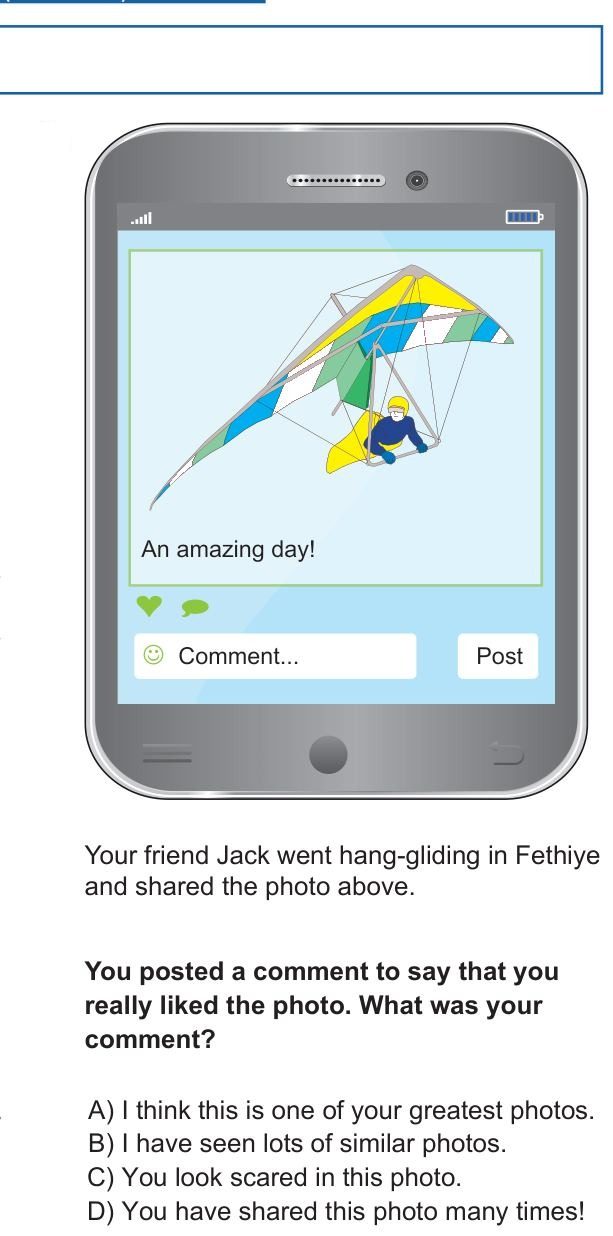 An amazing day!
Comment...
Post
Your friend Jack went hang-gliding in Fethiye
and shared the photo above.
You posted a comment to say that you
really liked the photo. What was your
comment?
A) I think this is one of your greatest photos.
B) I have seen lots of similar photos.
C) You look scared in this photo.
D) You have shared this photo many times!